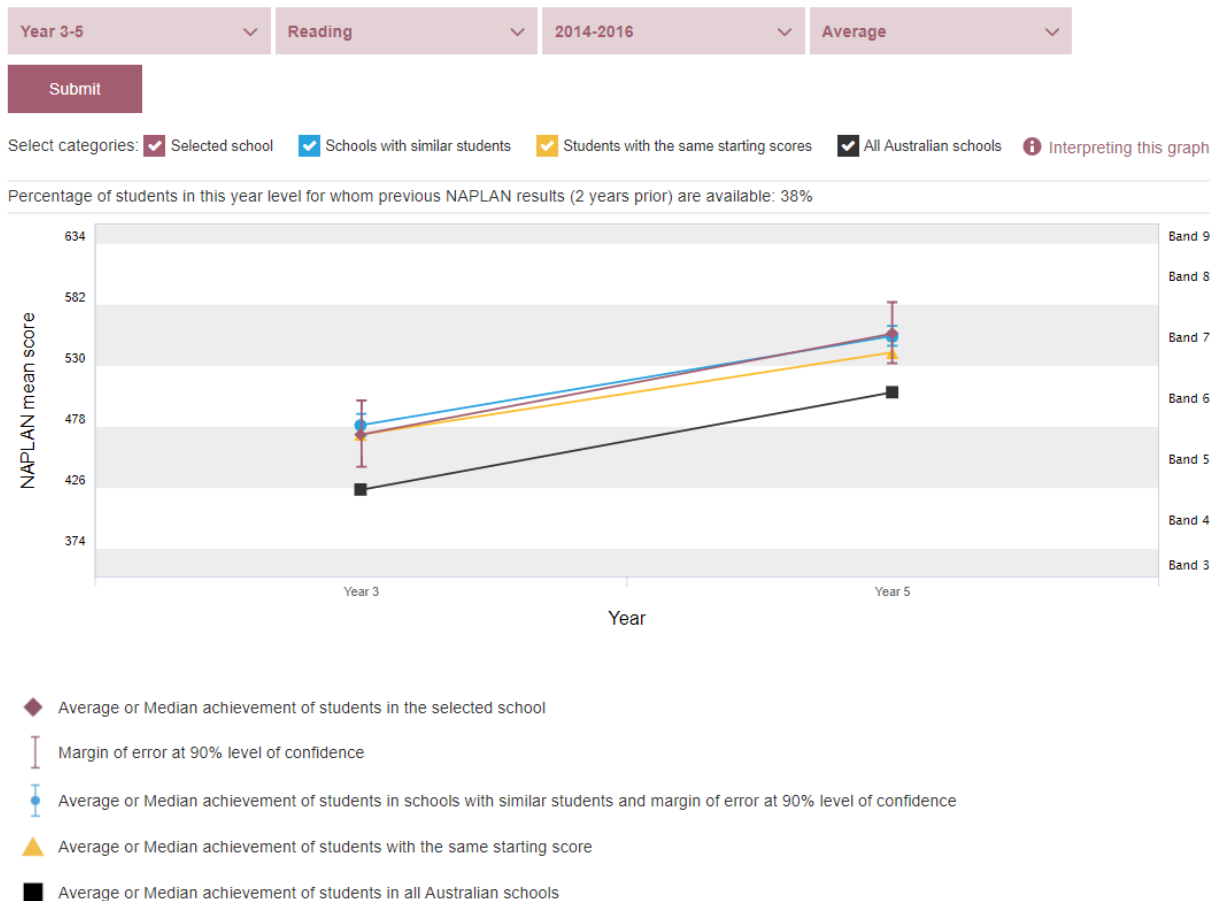 Year 3-5 Reading 2014-2016 Average
Submit
Select categories: Selected school Schools with similar students Students with the same starting scores All Australian schools Interpreting this graph
Percentage of students in this year level for whom previous NAPLAN results (2 years prior) are available: 38%
634 Band 9
Band 8
582
Band 7
530
Band 6
478
Band 5
426
Band 4
374
Band 3
NAPLAN mean score
Year 3 Year 5
Year
Average or Median achievement of students in the selected school
Margin of error at 90% level of confidence
Average or Median achievement of students in schools with similar students and margin of error at 90% level of confidence
Average or Median achievement of students with the same starting score
Average or Median achievement of students in all Australian schools